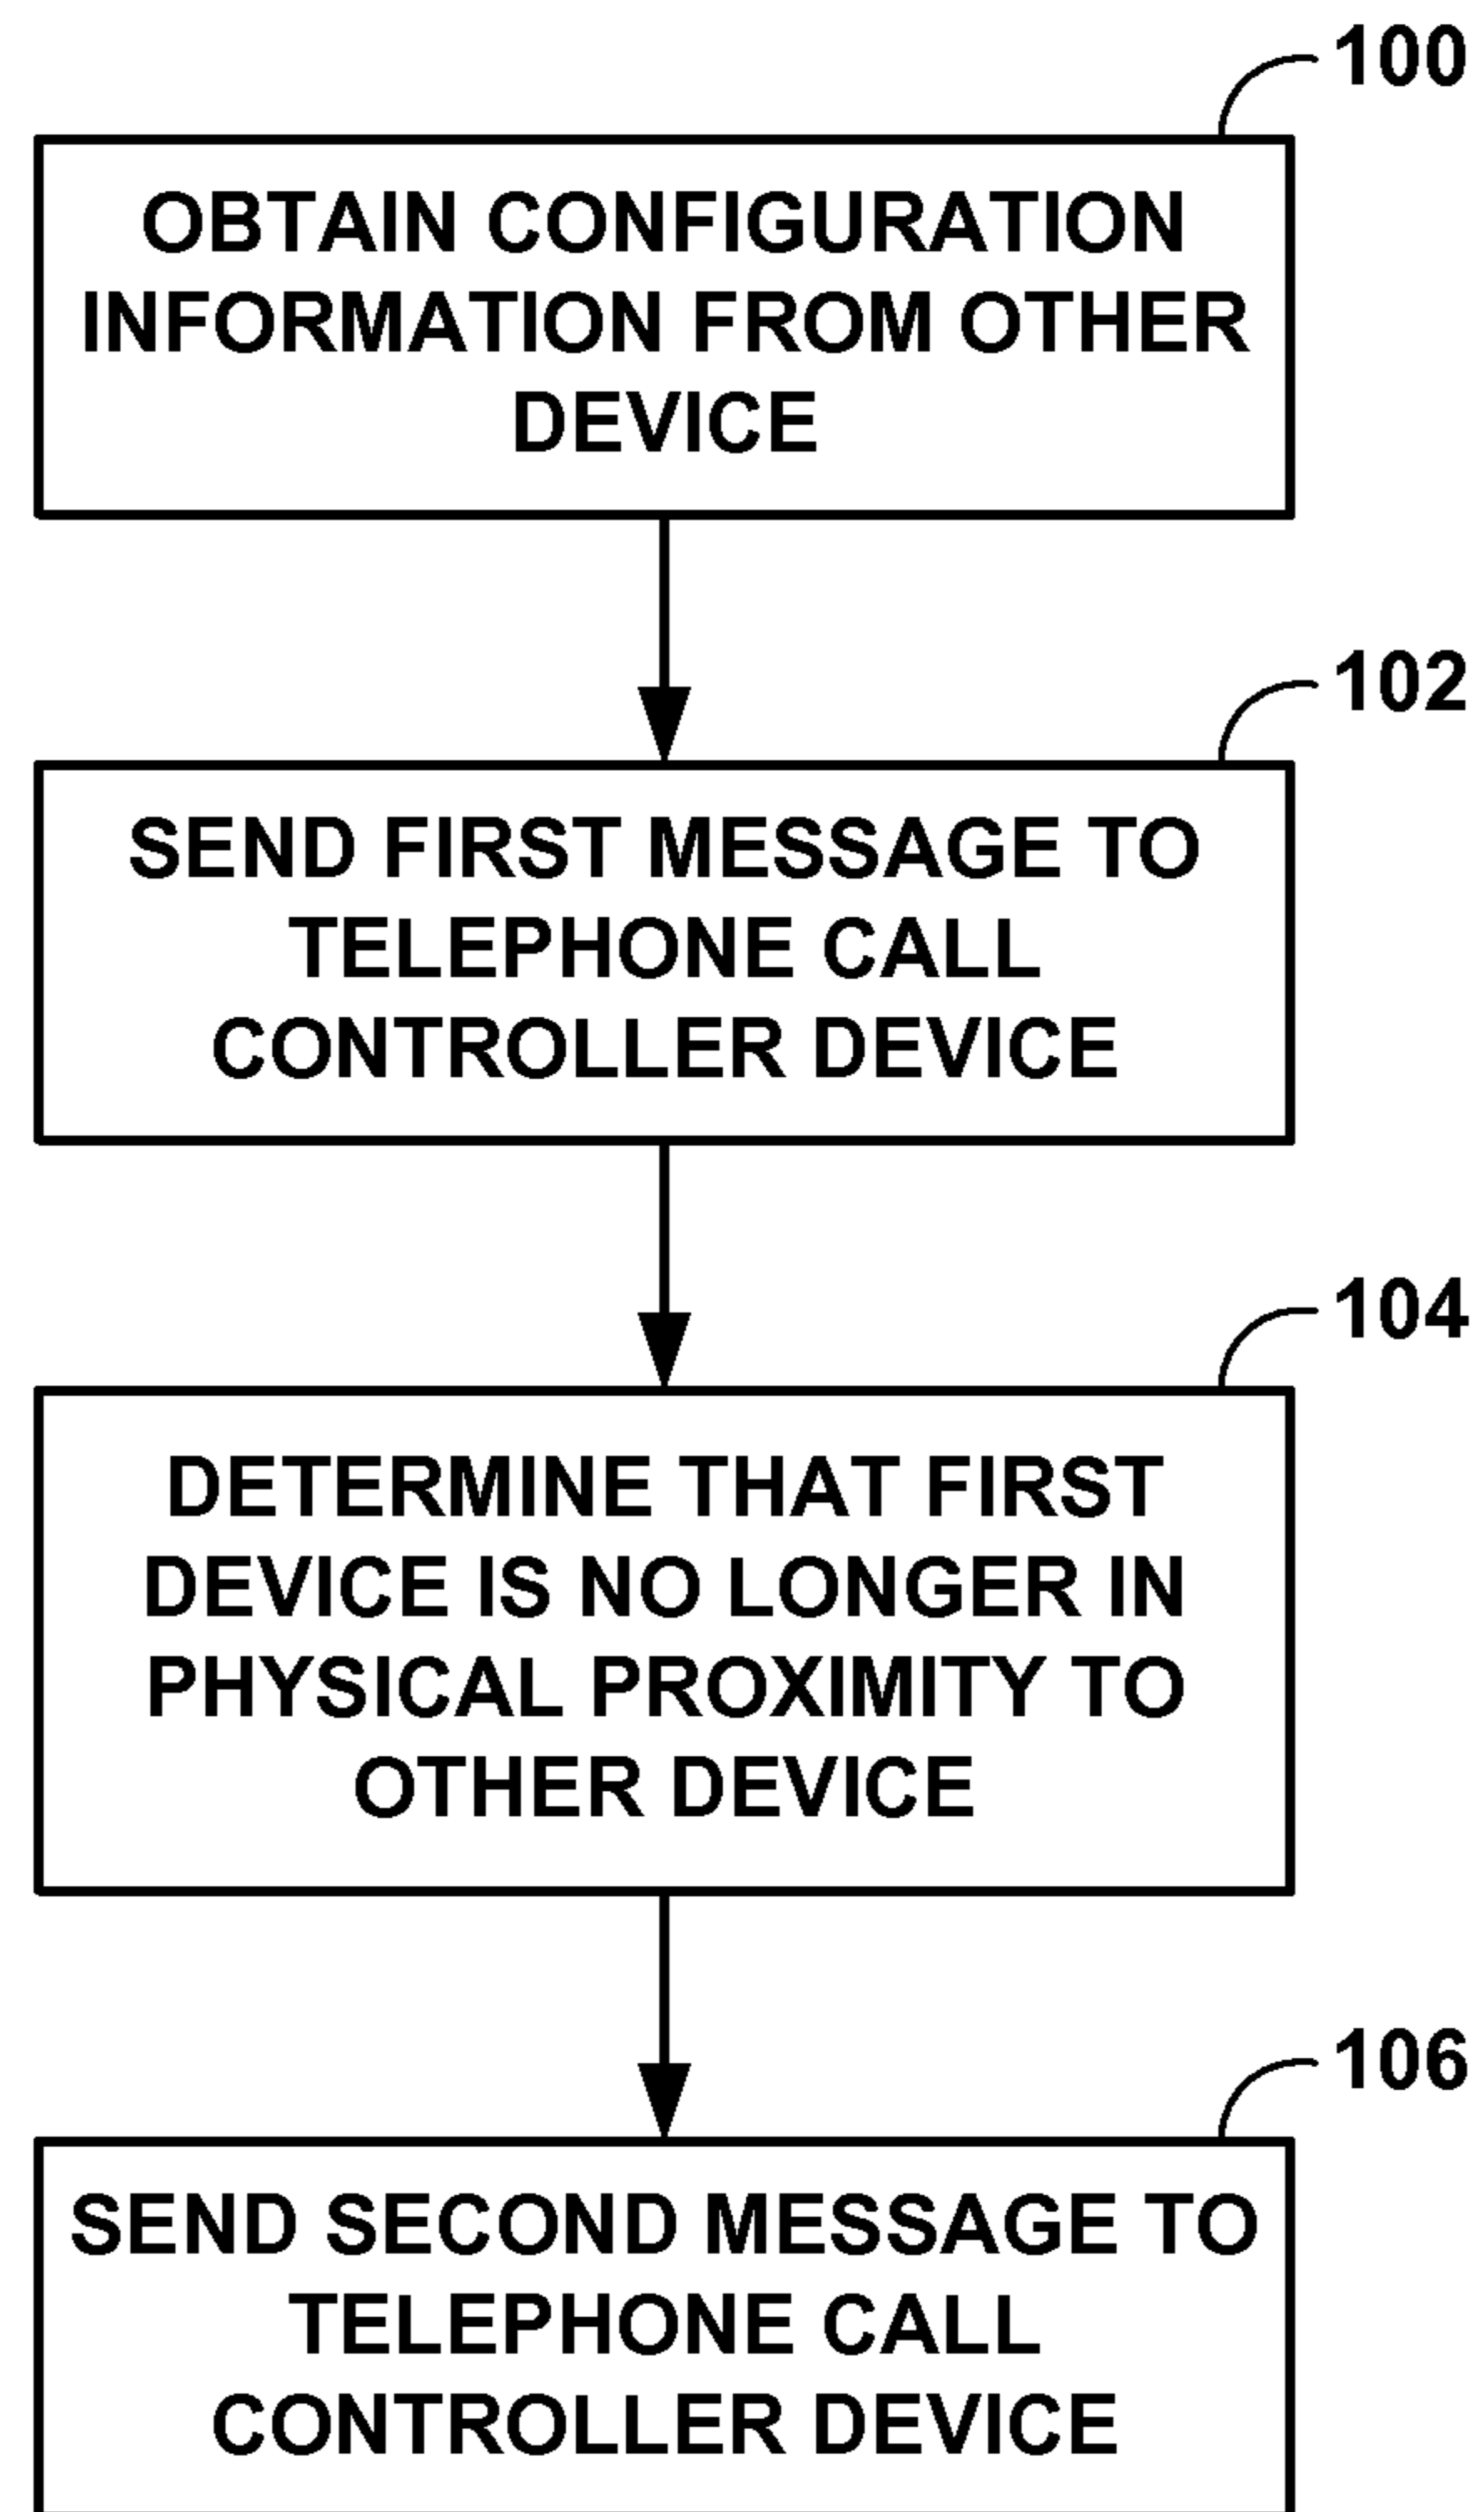 100
OBTAIN CONFIGURATION
INFORMATION FROM OTHER
DEVICE
102
SEND FIRST MESSAGE TO
TELEPHONE CALL
CONTROLLER DEVICE
104
DETERMINE THAT FIRST
DEVICE IS NO LONGER IN
PHYSICAL PROXIMITY TO
OTHER DEVICE
106
SEND SECOND MESSAGE TO
TELEPHONE CALL
CONTROLLER DEVICE